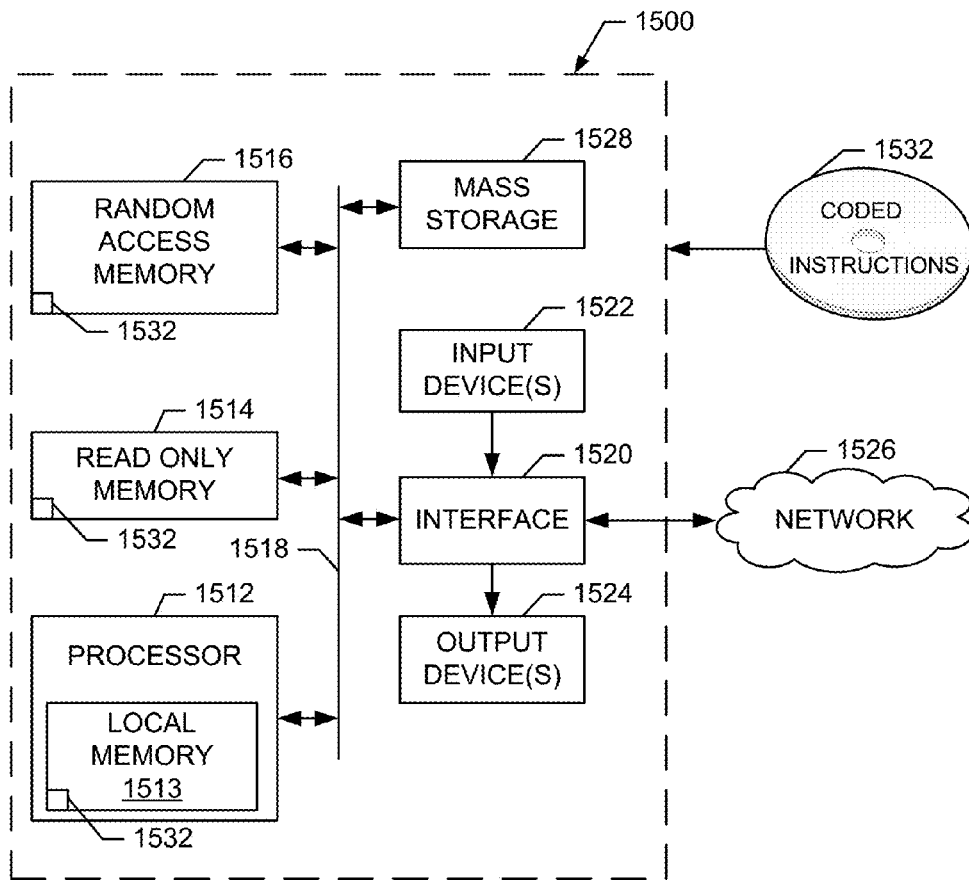 1500
1516
RANDOM
ACCESS
MEMORY
1532
1528
MASS
STORAGE
1532
CODED
INSTRUCTIONS
1522
INPUT
DEVICE(S)
1514
READ ONLY
MEMORY
1532
1520
INTERFACE
1526
NETWORK
1518
1512
PROCESSOR
LOCAL
MEMORY
1513
1532
1524
OUTPUT
DEVICE(S)